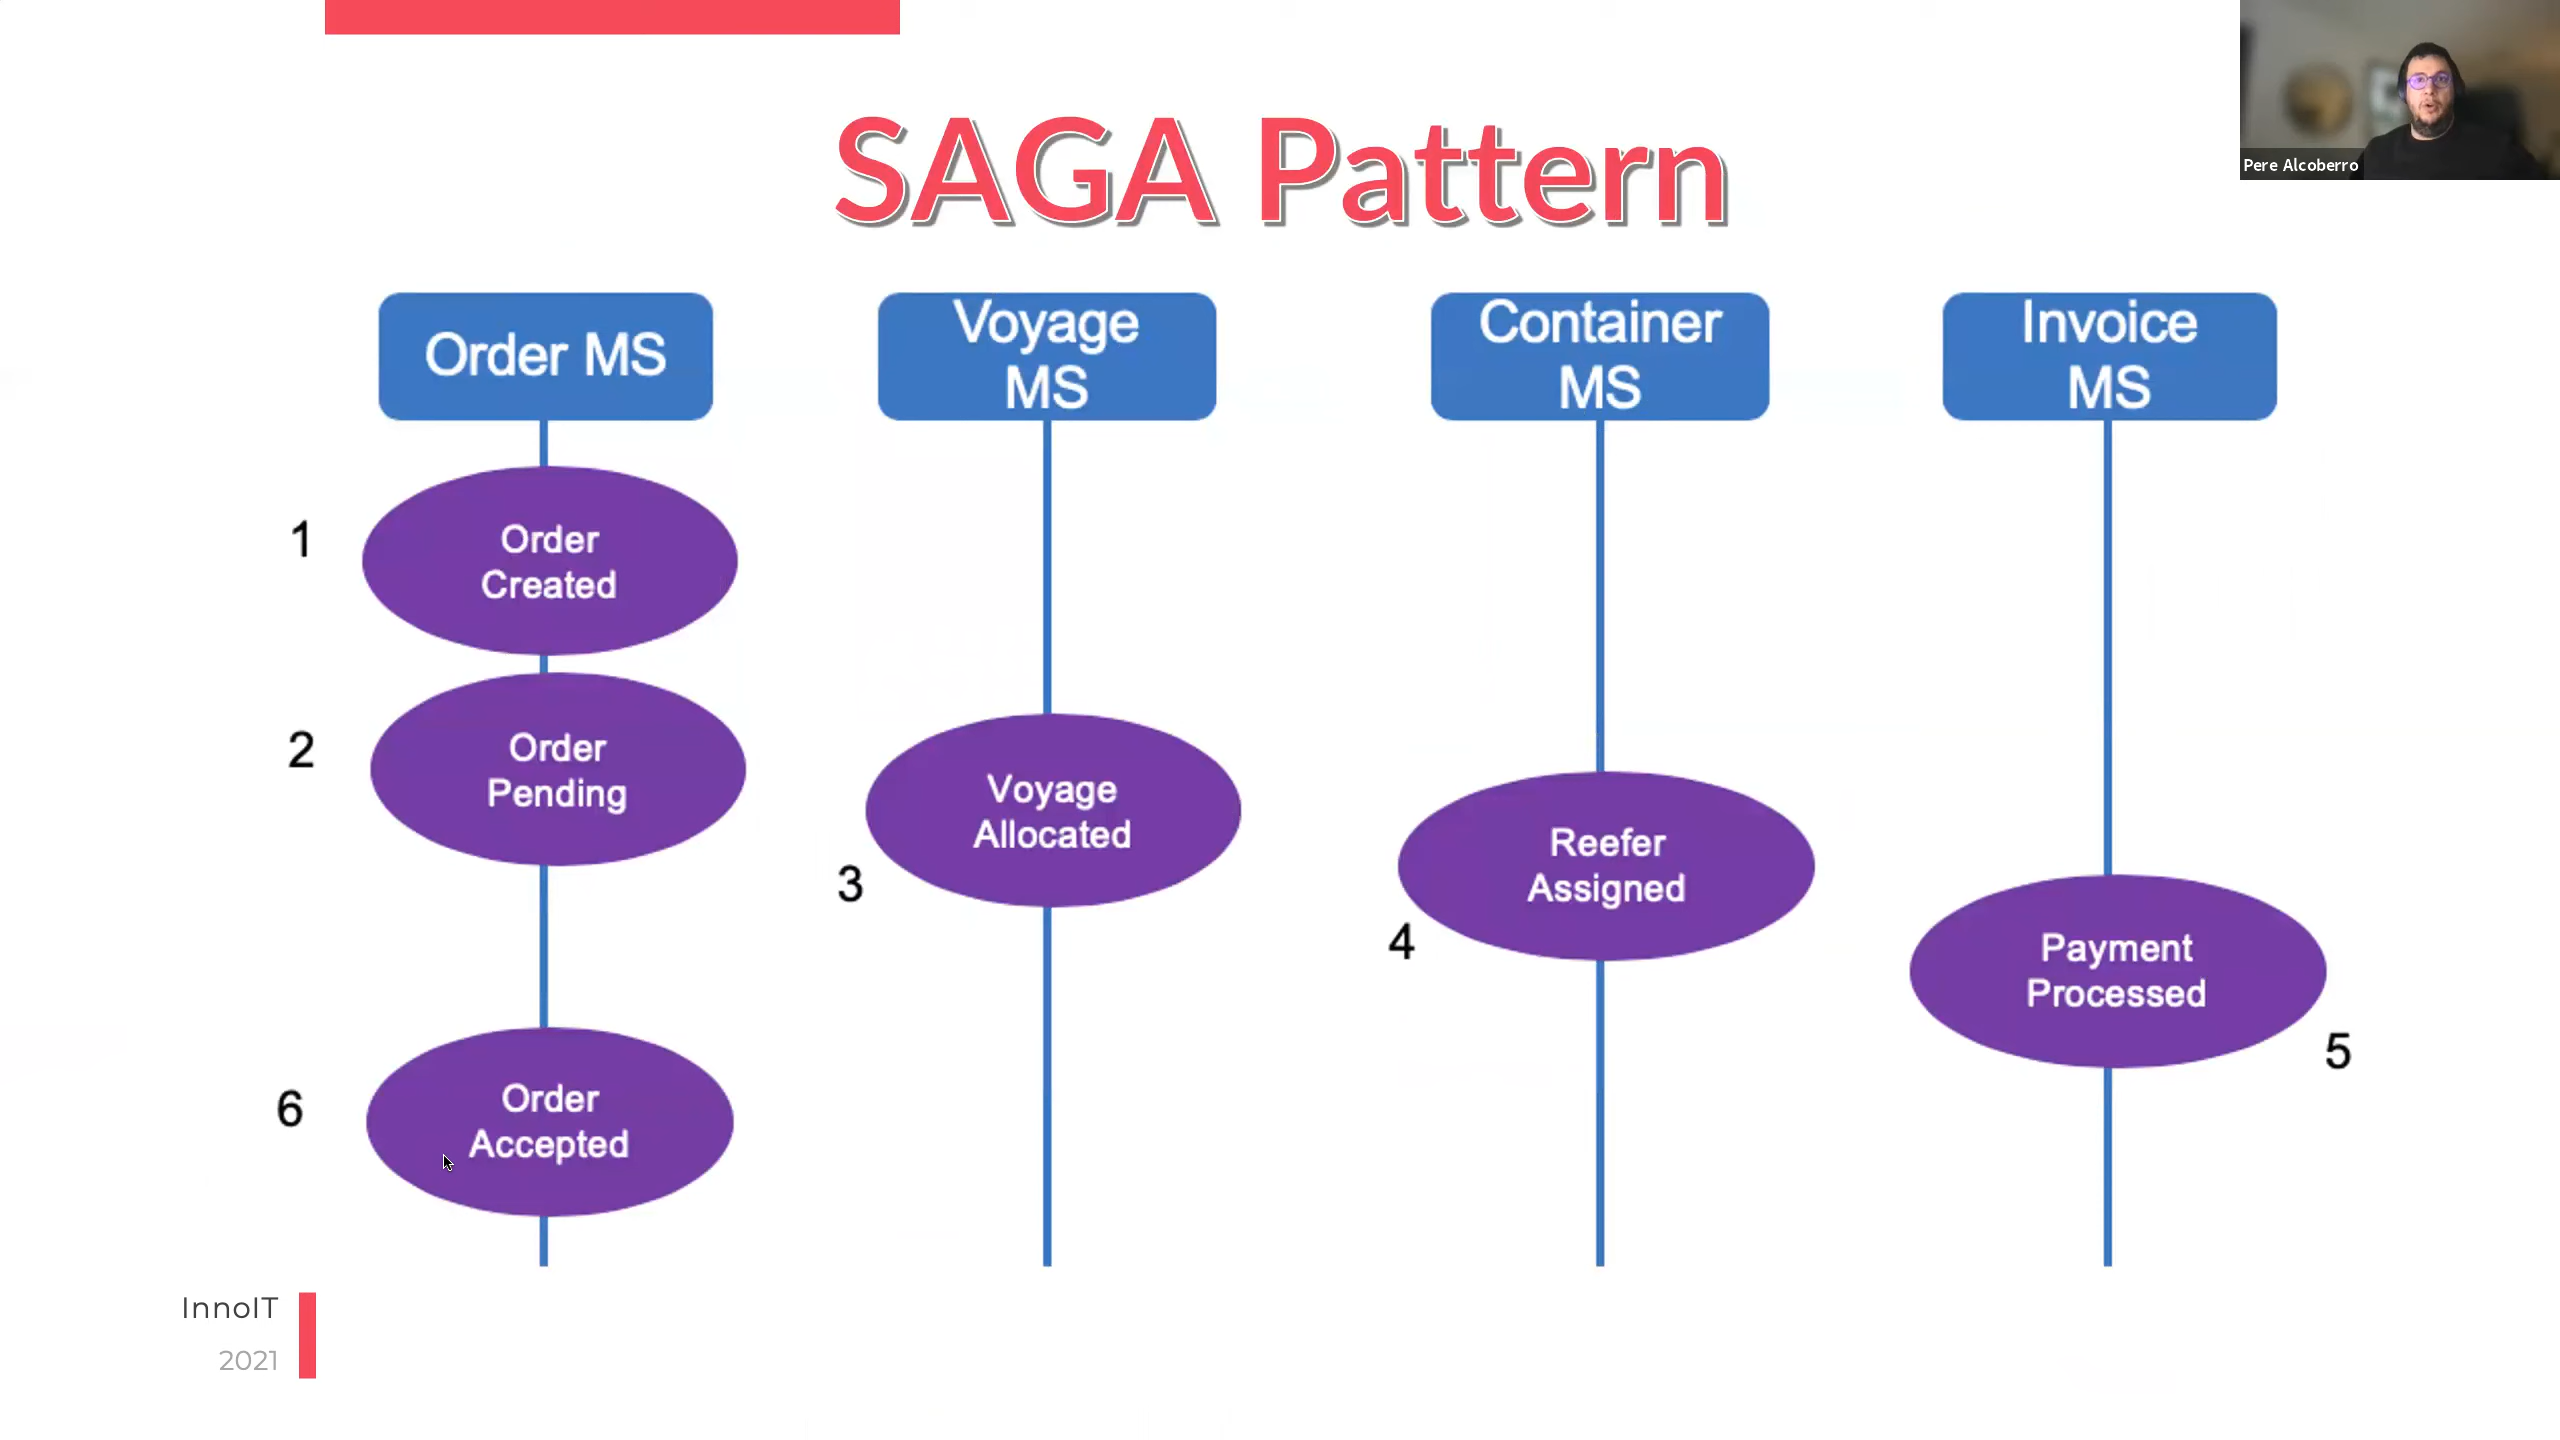 SAGA Pattern
Pere Alcoberro
Order MS
Voyage
MS
Container
MS
Invoice
MS
1
Order
Created
2
Order
Pending
3
Voyage
Allocated
4
Reefer
Assigned
5
Payment
Processed
6
Order
Accepted
InnoIT
2021